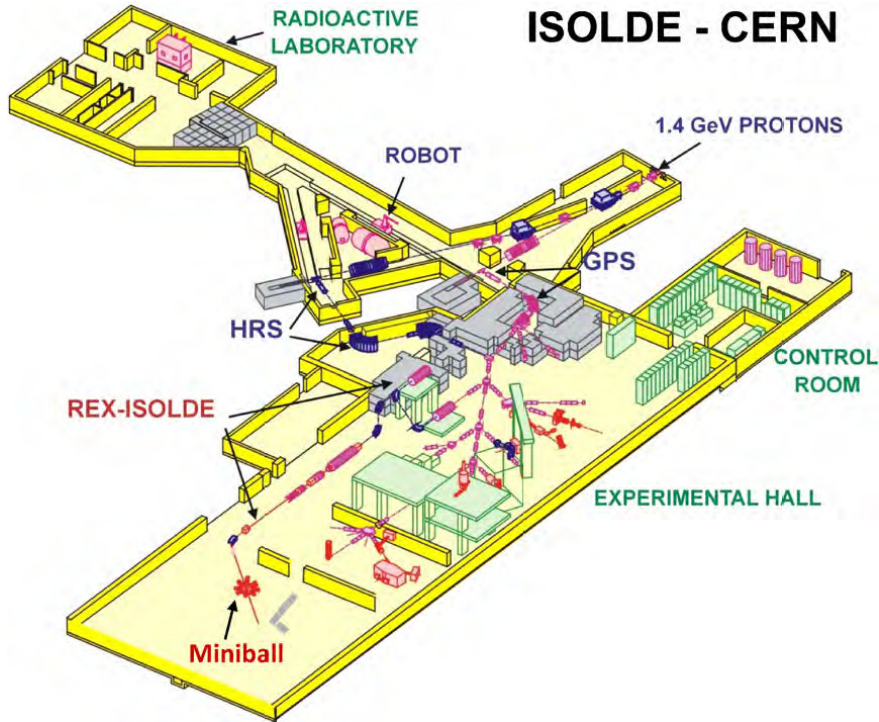 RADIOACTIVE
LABORATORY
ISOLDE - CERN
1.4 GeV PROTONS
ROBOT
GPS
HRS
CONTROL
ROOM
REX-ISOLDE
EXPERIMENTAL HALL
Miniball